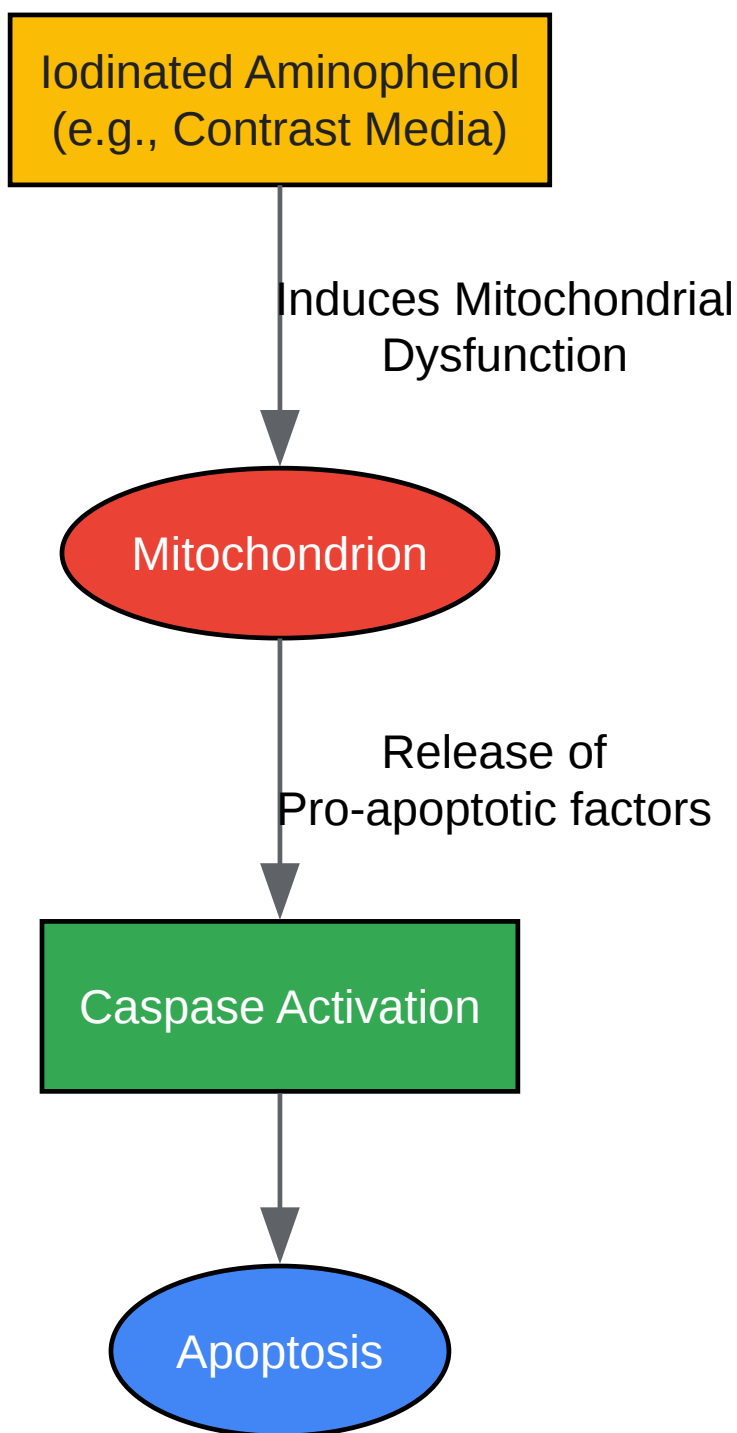 Iodinated Aminophenol
(e.g., Contrast Media)
Induces Mitochondrial
Dysfunction
Mitochondrion
Release of
Pro-apoptotic factors
Caspase Activation
Apoptosis